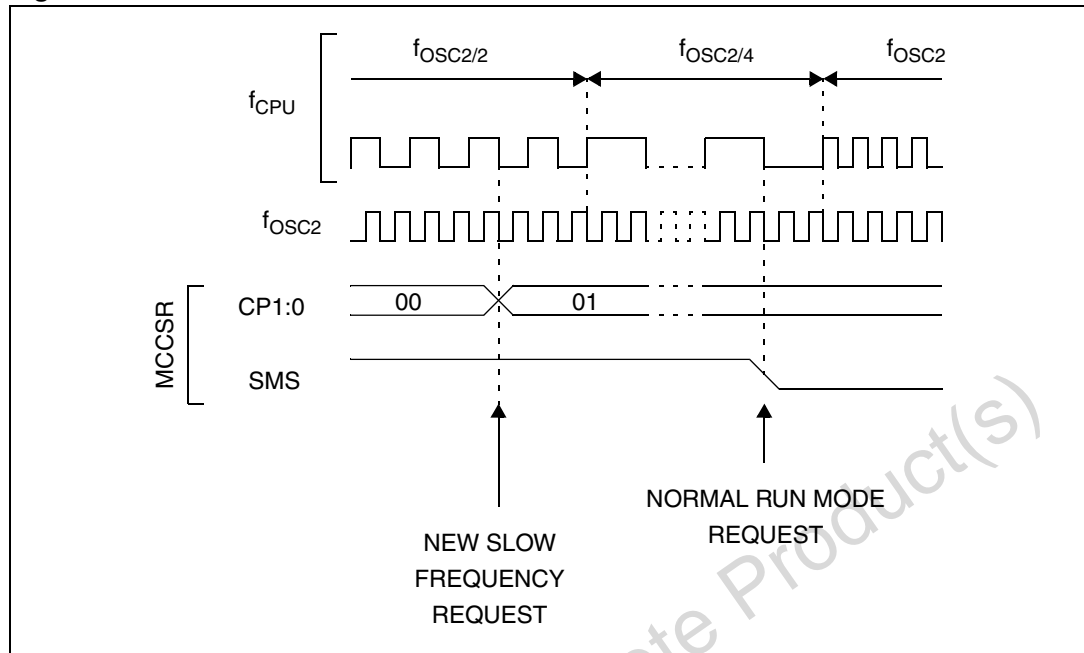 fOSC2/2 fOSC2/4 fOSC2
fCPU
fOSC2
MCCSR
CP1:0 00 01
SMS
NEW SLOW
FREQUENCY
REQUEST
NORMAL RUN MODE
REQUEST
Product(s)